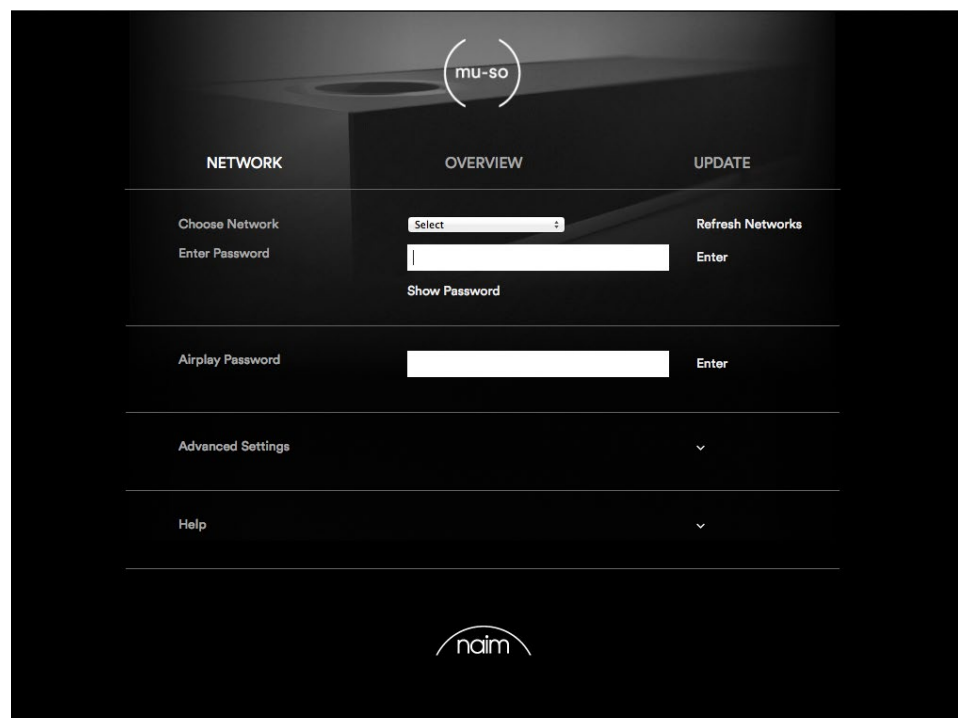 mu-so
NETWORK OVERVIEW UPDATE
Choose Network Select Refresh Networks
Enter Password Enter
Show Password
Airplay Password Enter
Advanced Settings
Help
naim